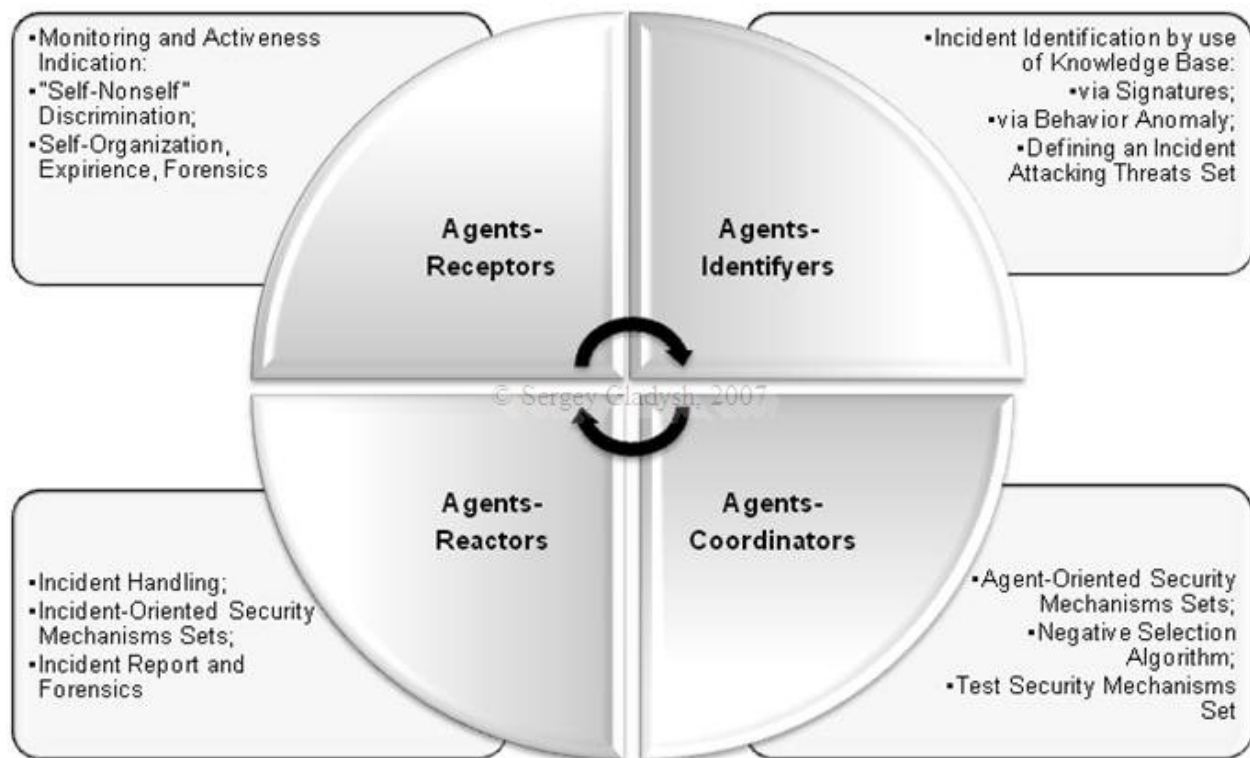 ▪Monitoring and Activeness
Indication:
▪"Self-Nonself"
Discrimination;
▪Self-Organization,
Expirience, Forensics
▪Incident Identification by use
of Knowledge Base:
▪via Signatures;
▪via Behavior Anomaly;
▪Defining an Incident
Attacking Threats Set
Agents-
Receptors
Agents-
Identifyers
© Sergey Gladysh, 2007
Agents-
Reactors
Agents-
Coordinators
▪Incident Handling;
▪Incident-Oriented Security
Mechanisms Sets;
▪Incident Report and
Forensics
▪Agent-Oriented Security
Mechanisms Sets;
▪Negative Selection
Algorithm;
▪Test Security Mechanisms
Set